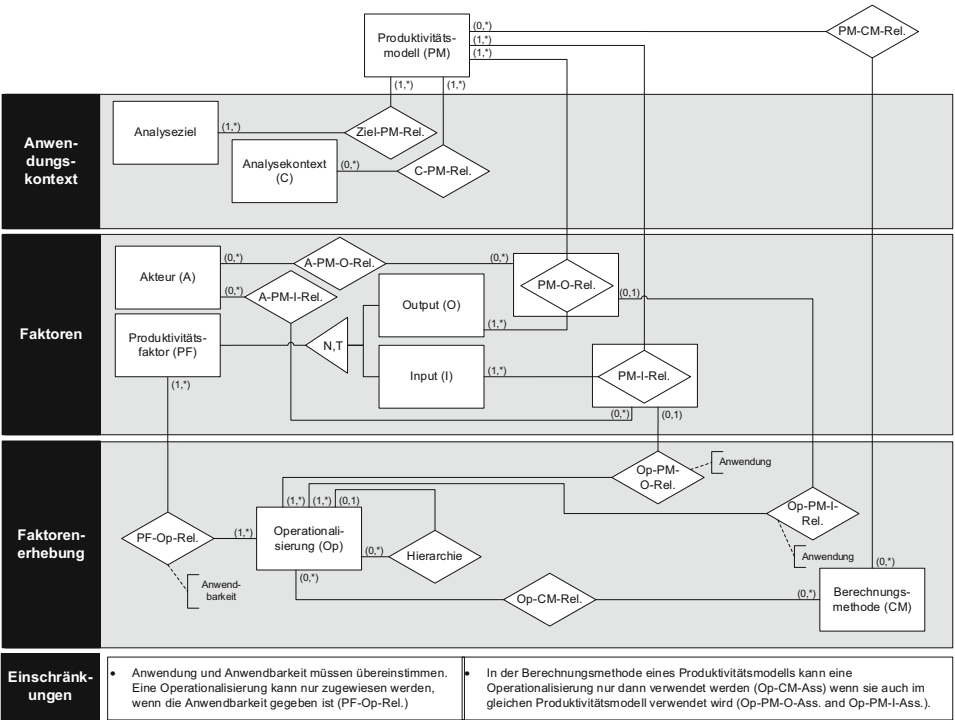 Produktivitäts-
modell (PM)
(0,*)
(1,*)
(1,*)
(1,*)
(1,*)
PM-CM-Rel.
Anwen-
dungs-
kontext
Analyseziel
(1,*)
Ziel-PM-Rel.
Analysekontext
(C)
(0,*)
C-PM-Rel.
Faktoren
Akteur (A)
(0,*)
(0,*)
A-PM-O-Rel.
(0,*)
A-PM-I-Rel.
PM-O-Rel.
(0,1)
Output (O)
(1,*)
Produktivitäts-
faktor (PF)
(1,*)
N,T
Input (I)
(1,*)
PM-I-Rel.
(0,*)
(0,1)
Faktoren-
erhebung
Op-PM-
O-Rel.
Anwendung
Op-PM-I-
Rel.
Anwendung
PF-Op-Rel.
(1,*)
Anwend-
barkeit
(1,*)
(1,*)
(0,1)
Operationali-
sierung (Op)
(0,*)
(0,*)
Hierarchie
Op-CM-Rel.
(0,*)
(0,*)
Berechnungs-
methode (CM)
Einschränk-
ungen
• Anwendung und Anwendbarkeit müssen übereinstimmen.
Eine Operationalisierung kann nur zugewiesen werden,
wenn die Anwendbarkeit gegeben ist (PF-Op-Rel.)
• In der Berechnungsmethode eines Produktivitätsmodells kann eine
Operationalisierung nur dann verwendet werden (Op-CM-Ass) wenn sie auch im
gleichen Produktivitätsmodell verwendet wird (Op-PM-O-Ass. and Op-PM-I-Ass.).